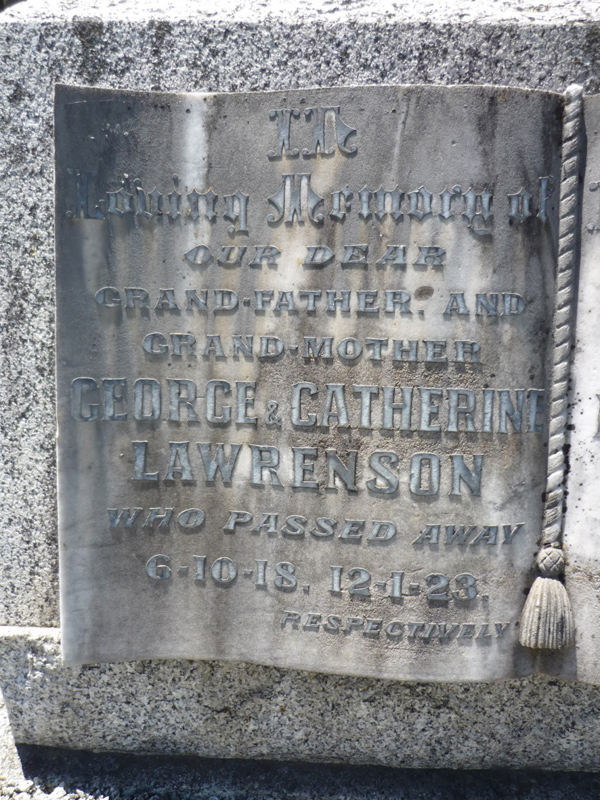 In
Loving Memory of
OUR DEAR
GRAND-FATHER. AND
GRAND-MOTHER
GEORGE & CATHERINE
LAWRENSON
WHO PASSED AWAY
6-10-18. 12-1-23.
RESPECTIVELY